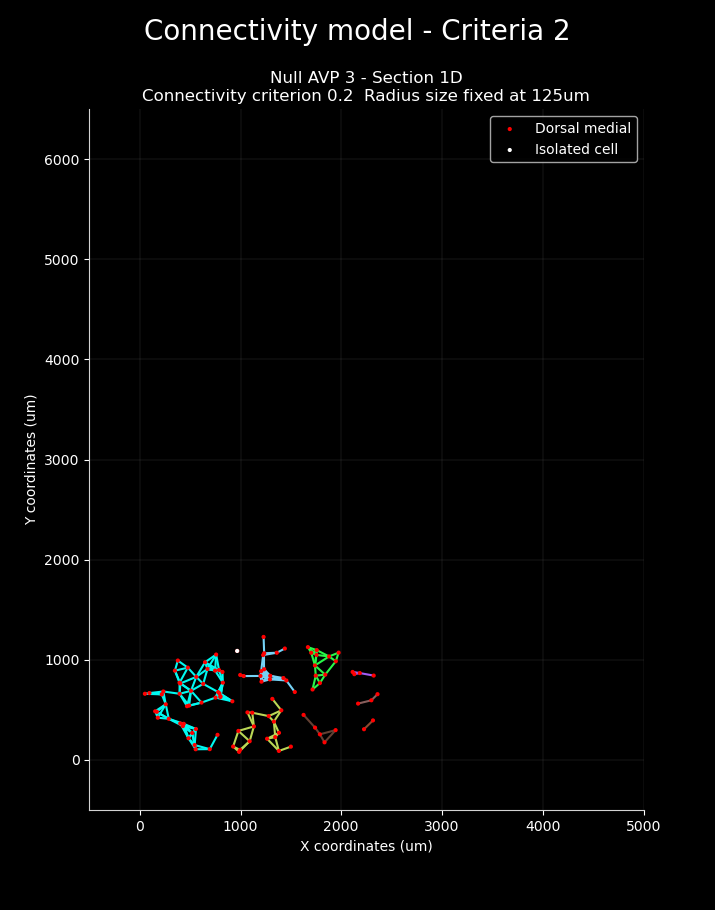 Connectivity model - Criteria 2
Null AVP 3 - Section 1D
Connectivity criterion 0.2  Radius size fixed at 125um
Dorsal medial
Isolated cell
6000
5000
4000
3000
2000
1000
0
Y coordinates (um)
0
1000
2000
3000
4000
5000
X coordinates (um)